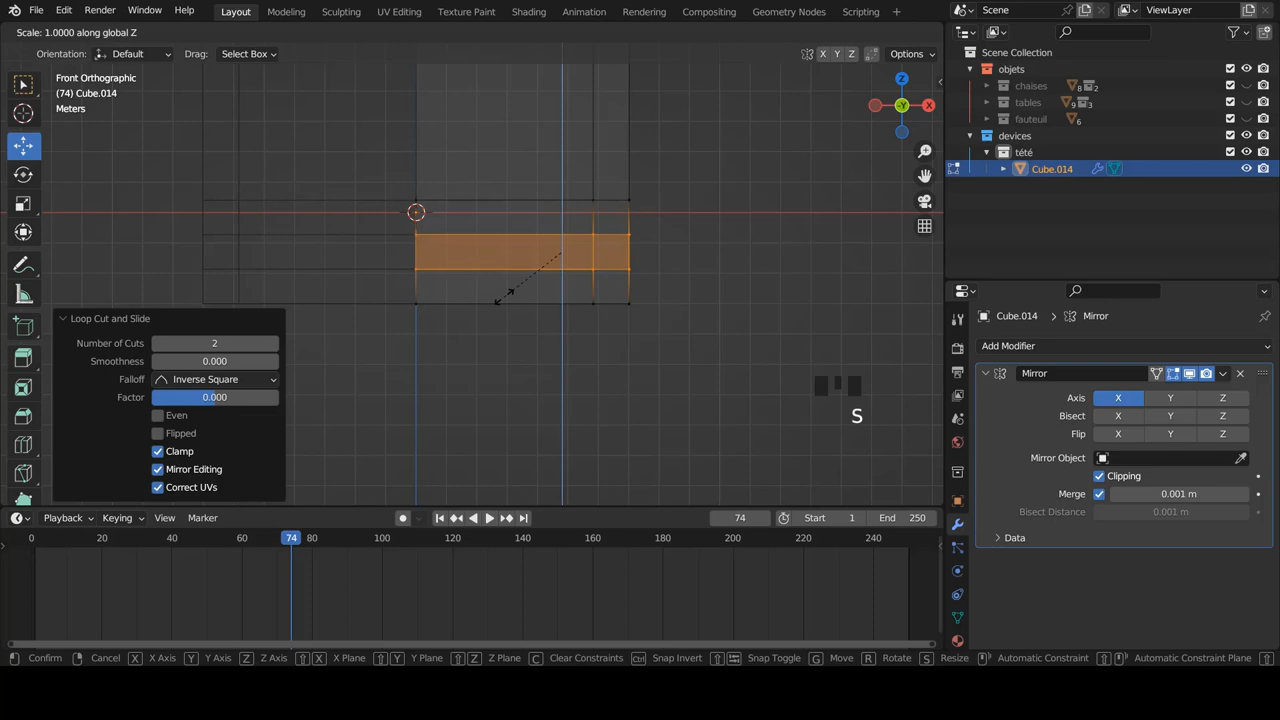 File Edit Render Window Help Layout Modeling Sculpting UV Editing Texture Paint Shading Animation Rendering Compositing Geometry Nodes Scripting Scene ViewLayer
Scale: 1.0000 along global Z
Orientation: Default Drag: Select Box X Y Z Options
Front Orthographic
(74) Cube.014
Meters
Z
X
-Y
Scene Collection
objets
chaises 8 2
tables 9 3
fauteuil 6
devices
tété
Cube.014
Cube.014 > Mirror
Add Modifier
Mirror
Axis X Y Z
Bisect X Y Z
Flip X Y Z
Mirror Object
Clipping
Merge 0.001 m
Bisect Distance 0.001 m
Data
Loop Cut and Slide
Number of Cuts 2
Smoothness 0.000
Falloff Inverse Square
Factor 0.000
Even
Flipped
Clamp
Mirror Editing
Correct UVs
S
Playback Keying View Marker 74 Start 1 End 250
0 20 40 60 74 80 100 120 140 160 180 200 220 240
Confirm Cancel X X Axis Y Y Axis Z Z Axis X X Plane Y Y Plane Z Z Plane C Clear Constraints Snap Invert Snap Toggle G Move R Rotate S Resize Automatic Constraint Automatic Constraint Plane